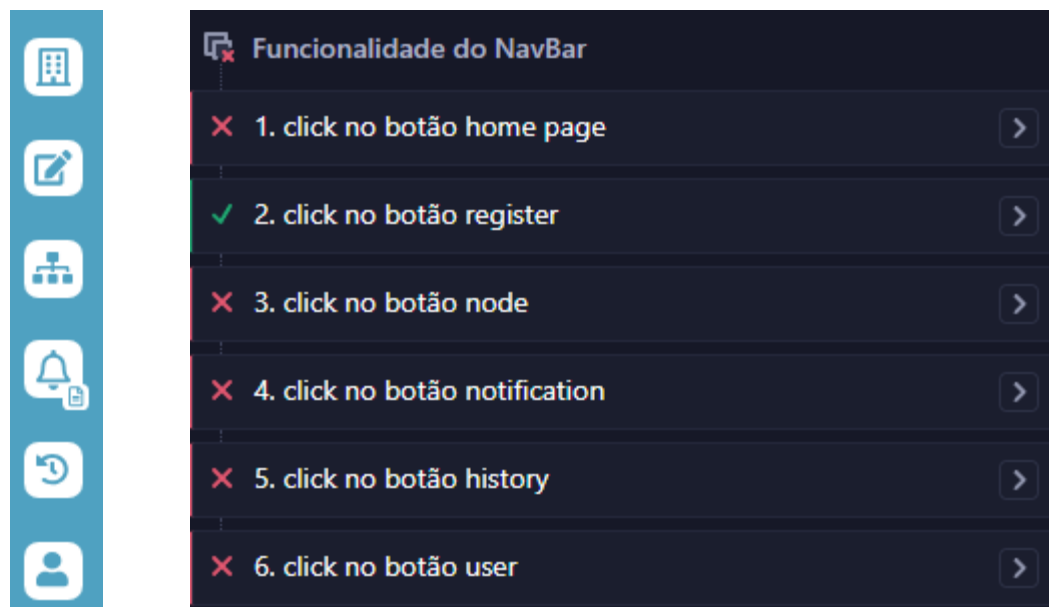 Funcionalidade do NavBar
1. click no botão home page
2. click no botão register
3. click no botão node
4. click no botão notification
5. click no botão history
6. click no botão user